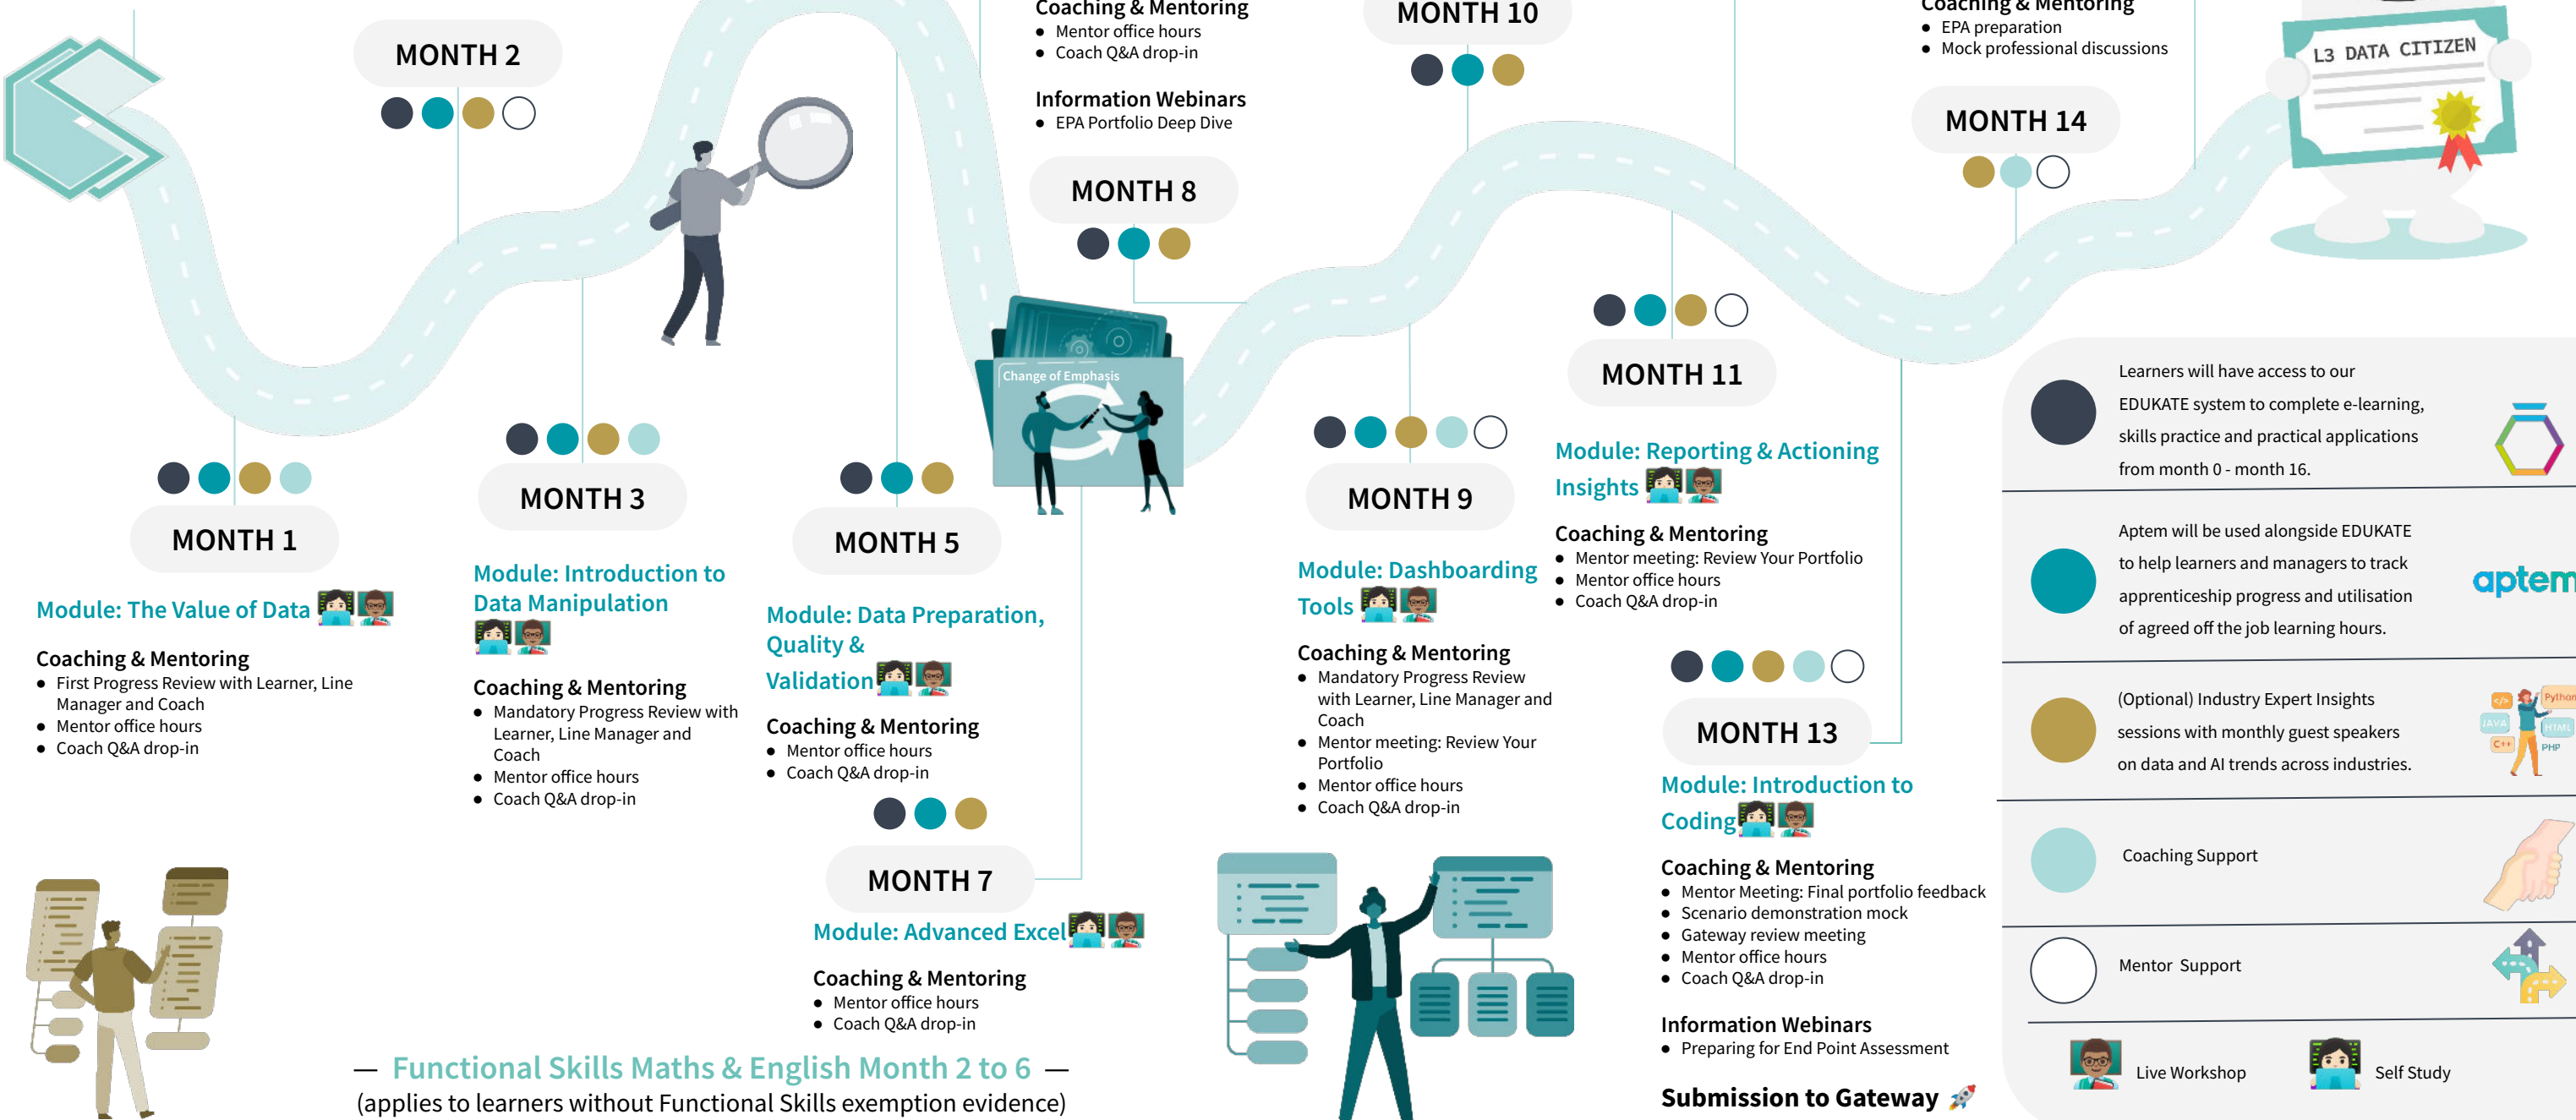 MONTH 2
Coaching & Mentoring
● Mentor office hours
● Coach Q&A drop-in
Information Webinars
● EPA Portfolio Deep Dive
MONTH 8
MONTH 10
Coaching & Mentoring
● EPA preparation
● Mock professional discussions
MONTH 14
L3 DATA CITIZEN
Change of Emphasis
MONTH 1
Module: The Value of Data
Coaching & Mentoring
● First Progress Review with Learner, Line
Manager and Coach
● Mentor office hours
● Coach Q&A drop-in
MONTH 3
Module: Introduction to
Data Manipulation
Coaching & Mentoring
● Mandatory Progress Review with
Learner, Line Manager and
Coach
● Mentor office hours
● Coach Q&A drop-in
MONTH 5
Module: Data Preparation,
Quality &
Validation
Coaching & Mentoring
● Mentor office hours
● Coach Q&A drop-in
MONTH 7
Module: Advanced Excel
Coaching & Mentoring
● Mentor office hours
● Coach Q&A drop-in
— Functional Skills Maths & English Month 2 to 6 —
(applies to learners without Functional Skills exemption evidence)
MONTH 9
Module: Dashboarding
Tools
Coaching & Mentoring
● Mandatory Progress Review
with Learner, Line Manager and
Coach
● Mentor meeting: Review Your
Portfolio
● Mentor office hours
● Coach Q&A drop-in
MONTH 11
Module: Reporting & Actioning
Insights
Coaching & Mentoring
● Mentor meeting: Review Your Portfolio
● Mentor office hours
● Coach Q&A drop-in
MONTH 13
Module: Introduction to
Coding
Coaching & Mentoring
● Mentor Meeting: Final portfolio feedback
● Scenario demonstration mock
● Gateway review meeting
● Mentor office hours
● Coach Q&A drop-in
Information Webinars
● Preparing for End Point Assessment
Submission to Gateway 🚀
Learners will have access to our
EDUKATE system to complete e-learning,
skills practice and practical applications
from month 0 - month 16.
Aptem will be used alongside EDUKATE
to help learners and managers to track
apprenticeship progress and utilisation
of agreed off the job learning hours.
aptem
(Optional) Industry Expert Insights
sessions with monthly guest speakers
on data and AI trends across industries.
</>
Python
JAVA
HTML
C++
PHP
Coaching Support
Mentor Support
Live Workshop
Self Study